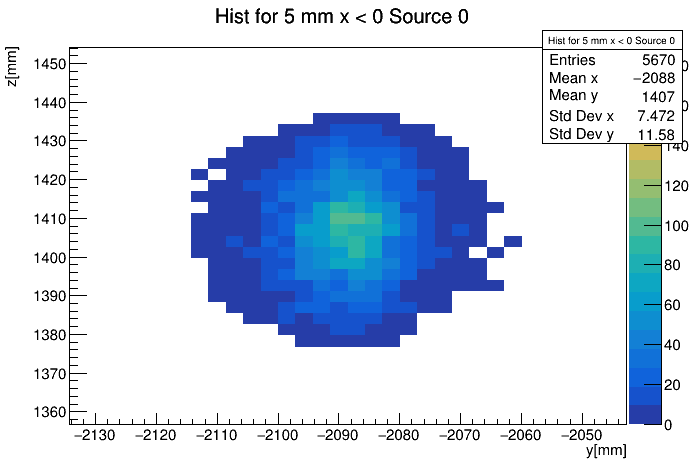 Hist for 5 mm x < 0 Source 0
Hist for 5 mm x < 0 Source 0
Entries 5670
Mean x −2088
Mean y 1407
Std Dev x 7.472
Std Dev y 11.58
z[mm]
1450
1440
1430
1420
1410
1400
1390
1380
1370
1360
−2130 −2120 −2110 −2100 −2090 −2080 −2070 −2060 −2050
y[mm]
140
120
100
80
60
40
20
0